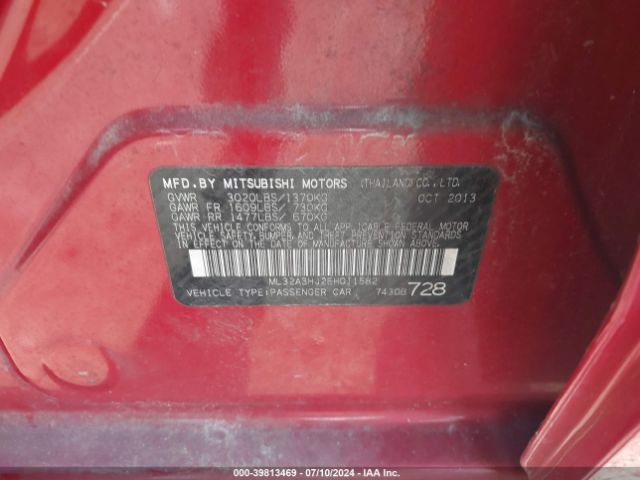 MFD.BY MITSUBISHI MOTORS (THAILAND) CO., LTD.
GVWR 3020LBS/1370KG OCT 2013
GAWR FR 1609LBS/ 730KG
GAWR RR 1477LBS/ 670KG
THIS VEHICLE CONFORMS TO ALL APPLICABLE FEDERAL MOTOR
VEHICLE SAFETY, BUMPER AND THEFT PREVENTION STANDARDS
IN EFFECT ON THE DATE OF MANUFACTURE SHOWN ABOVE.
ML32A3HJ2EH011582
VEHICLE TYPE:PASSENGER CAR 7430B 728
000-39813469 - 07/10/2024 - IAA Inc.